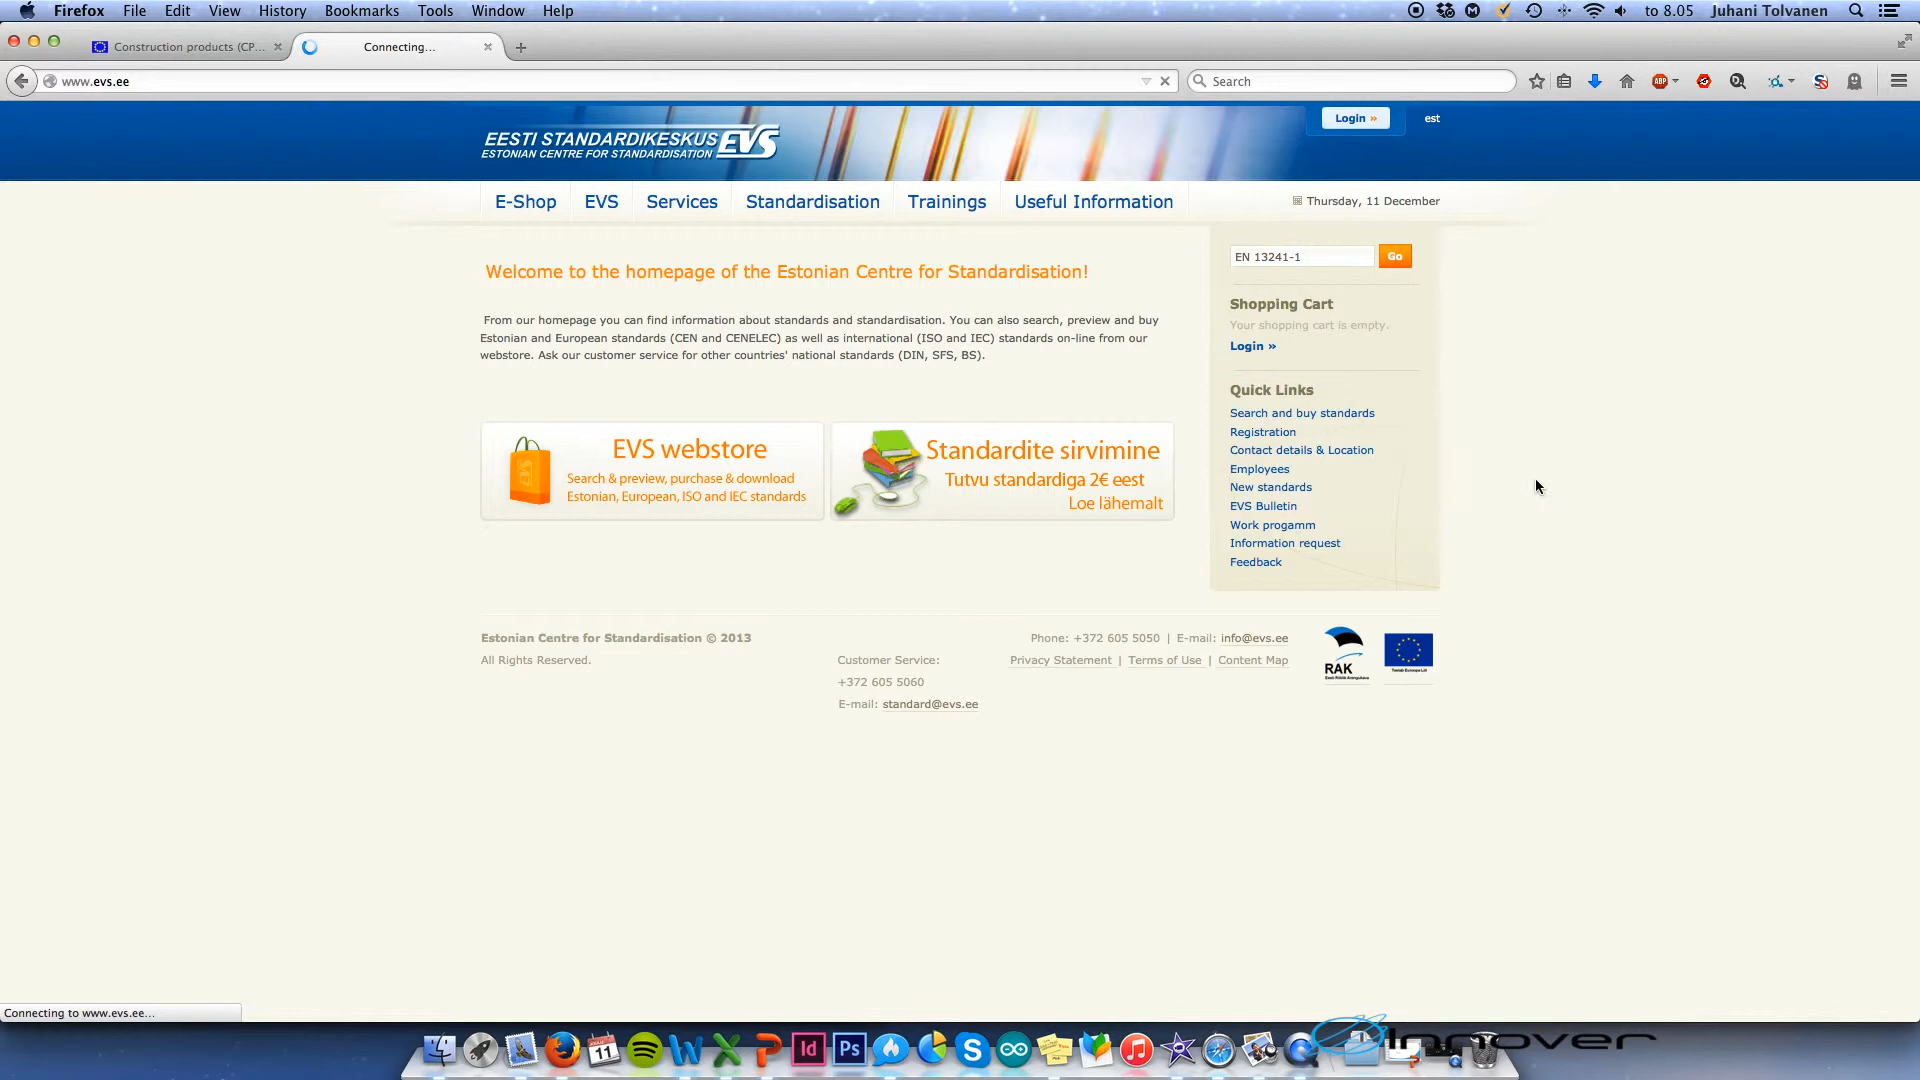 Firefox File Edit View History Bookmarks Tools Window Help to 8.05 Juhani Tolvanen
Construction products (CP... Connecting...
www.evs.ee Search
Login » est
EESTI STANDARDIKESKUS EVS
ESTONIAN CENTRE FOR STANDARDISATION
E-Shop EVS Services Standardisation Trainings Useful Information Thursday, 11 December
EN 13241-1 Go
Welcome to the homepage of the Estonian Centre for Standardisation!
From our homepage you can find information about standards and standardisation. You can also search, preview and buy
Estonian and European standards (CEN and CENELEC) as well as international (ISO and IEC) standards on-line from our
webstore. Ask our customer service for other countries' national standards (DIN, SFS, BS).
Shopping Cart
Your shopping cart is empty.
Login »
Quick Links
Search and buy standards
Registration
Contact details & Location
Employees
New standards
EVS Bulletin
Work progamm
Information request
Feedback
EVS webstore
Search & preview, purchase & download
Estonian, European, ISO and IEC standards
Standardite sirvimine
Tutvu standardiga 2€ eest
Loe lähemalt
Estonian Centre for Standardisation © 2013
All Rights Reserved.
Customer Service:
+372 605 5060
E-mail: standard@evs.ee
Phone: +372 605 5050 | E-mail: info@evs.ee
Privacy Statement | Terms of Use | Content Map
RAK
Eesti Riiklik Arengukava
Connecting to www.evs.ee...
11
Id
Ps
Innover